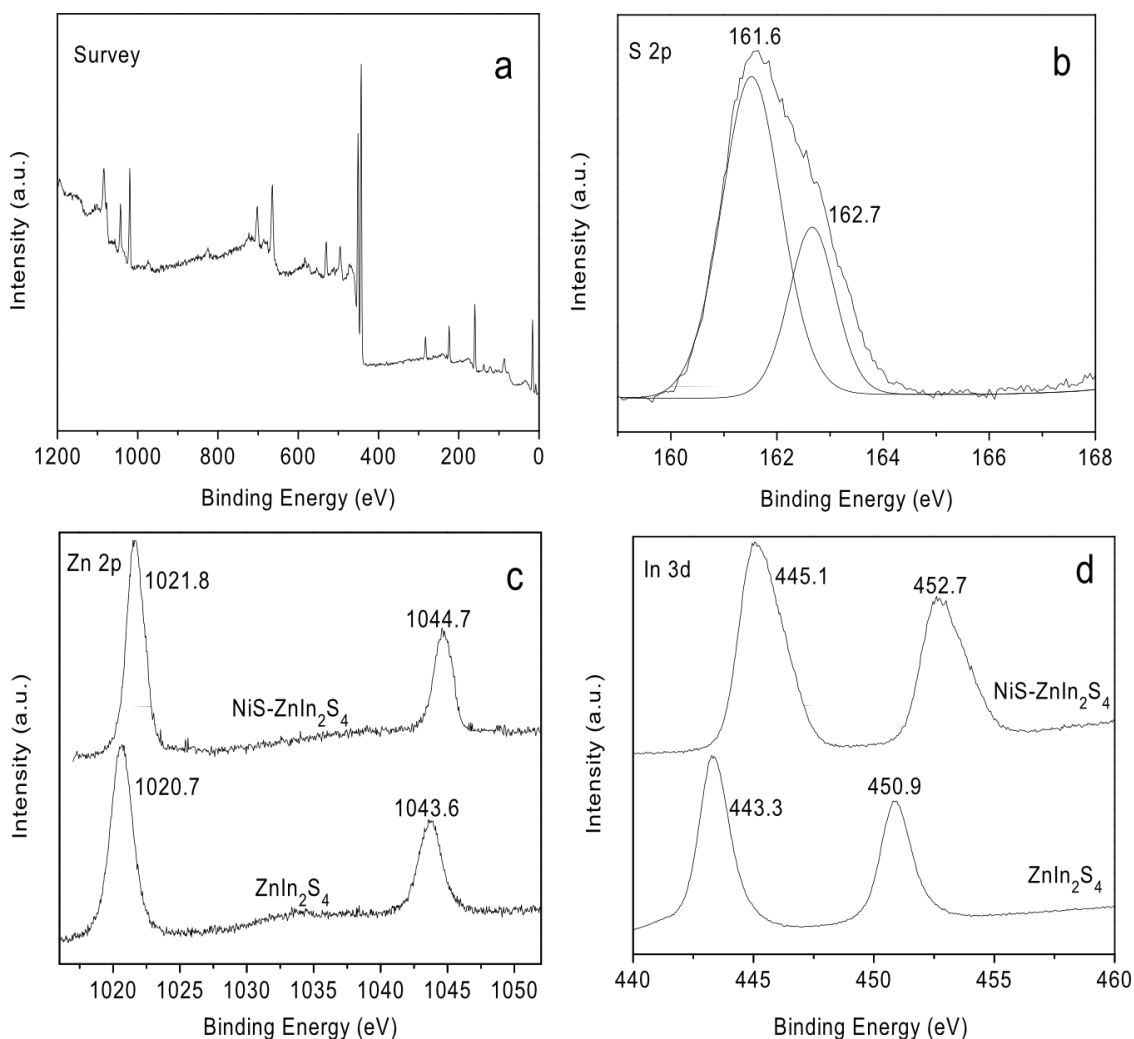 Survey
a
Intensity (a.u.)
1200 1000 800 600 400 200 0
Binding Energy (eV)
S 2p
161.6
b
162.7
Intensity (a.u.)
160 162 164 166 168
Binding Energy (eV)
Zn 2p
1021.8
c
1044.7
NiS-ZnIn₂S₄
1020.7
1043.6
ZnIn₂S₄
Intensity (a.u.)
1020 1025 1030 1035 1040 1045 1050
Binding Energy (eV)
In 3d
445.1
452.7
d
NiS-ZnIn₂S₄
443.3
450.9
ZnIn₂S₄
Intensity (a.u.)
440 445 450 455 460
Binding Energy (eV)